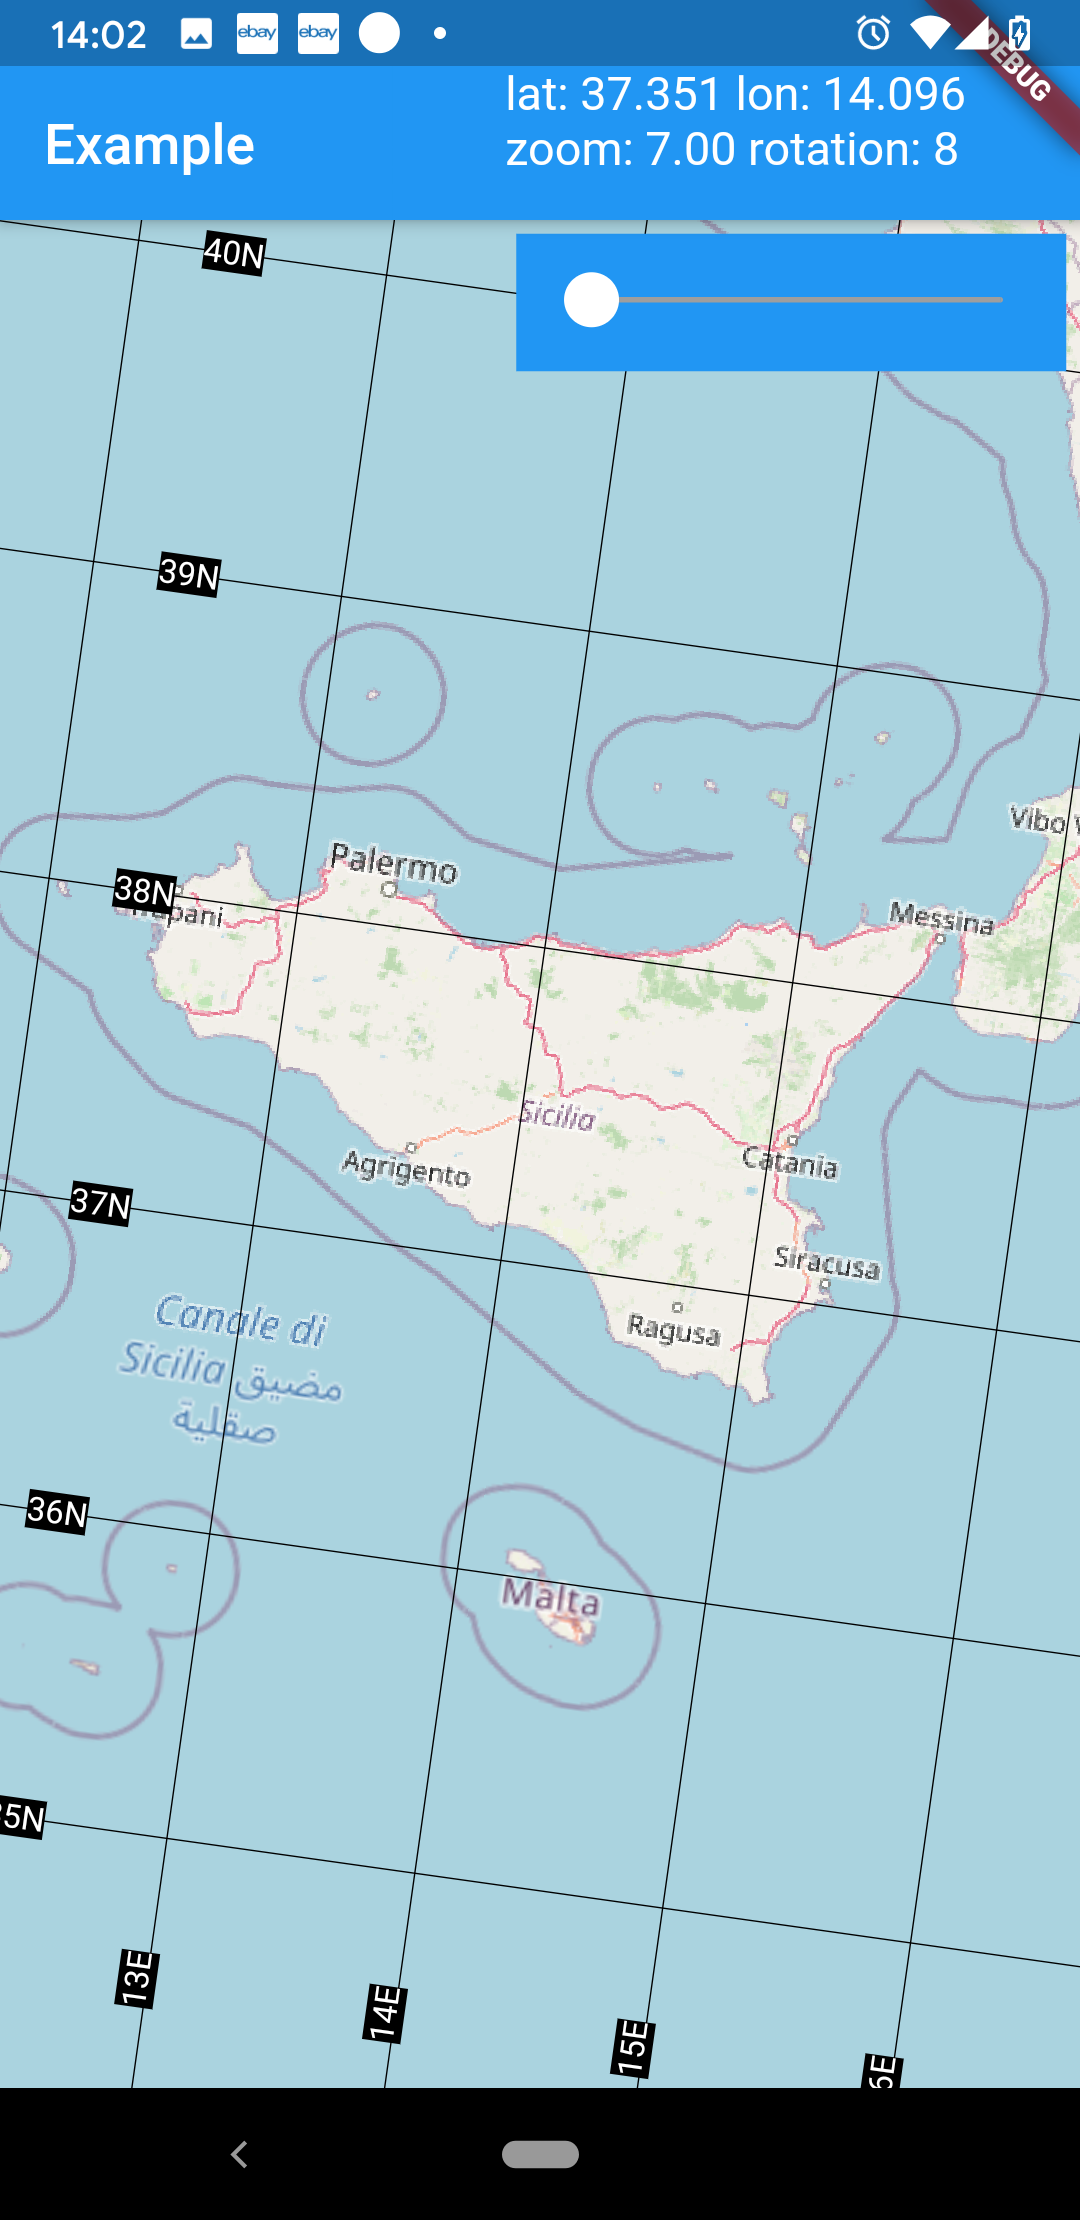 14:02
ebay
ebay
DEBUG
lat: 37.351 lon: 14.096
zoom: 7.00 rotation: 8
Example
40N
39N
Vibo
Palermo
38N
Trapani
Messina
Sicilia
Catania
Agrigento
37N
Siracusa
Canale di
Sicilia مضيق
صقلية
Ragusa
36N
Malta
35N
13E
14E
15E
6E